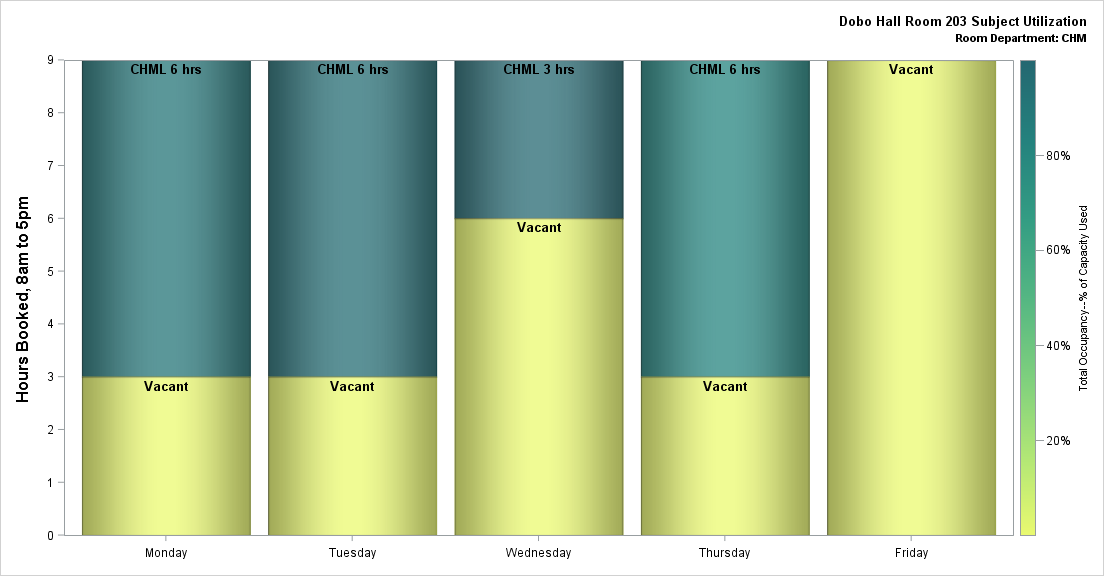 Dobo Hall Room 203 Subject Utilization
Room Department: CHM
Hours Booked, 8am to 5pm
9
8
7
6
5
4
3
2
1
0
CHML 6 hrs
CHML 6 hrs
CHML 3 hrs
CHML 6 hrs
Vacant
Vacant
Vacant
Vacant
Vacant
Monday
Tuesday
Wednesday
Thursday
Friday
80%
60%
40%
20%
Total Occupancy--% of Capacity Used